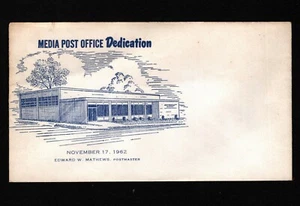 MEDIA POST OFFICE Dedication
NOVEMBER 17, 1962
EDWARD W. MATHEWS, POSTMASTER